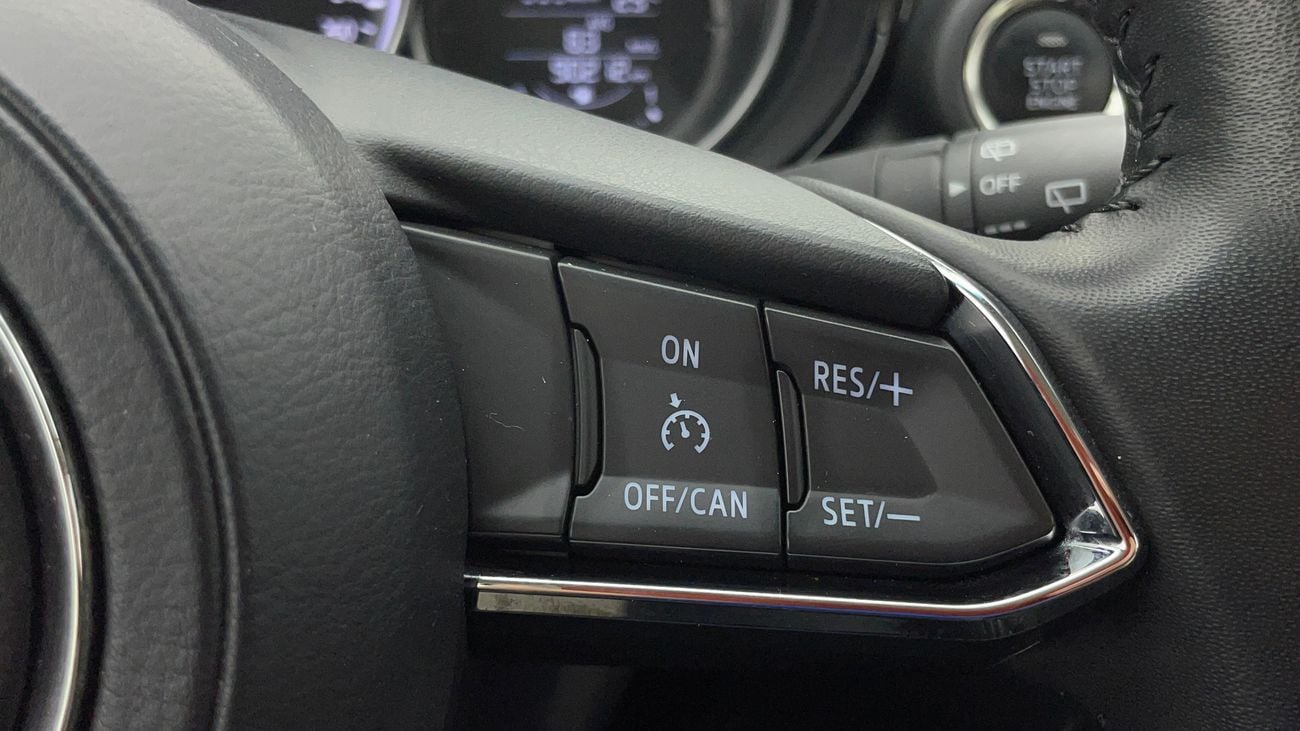 START
STOP
ENGINE
OFF
ON
OFF/CAN
RES/+
SET/−